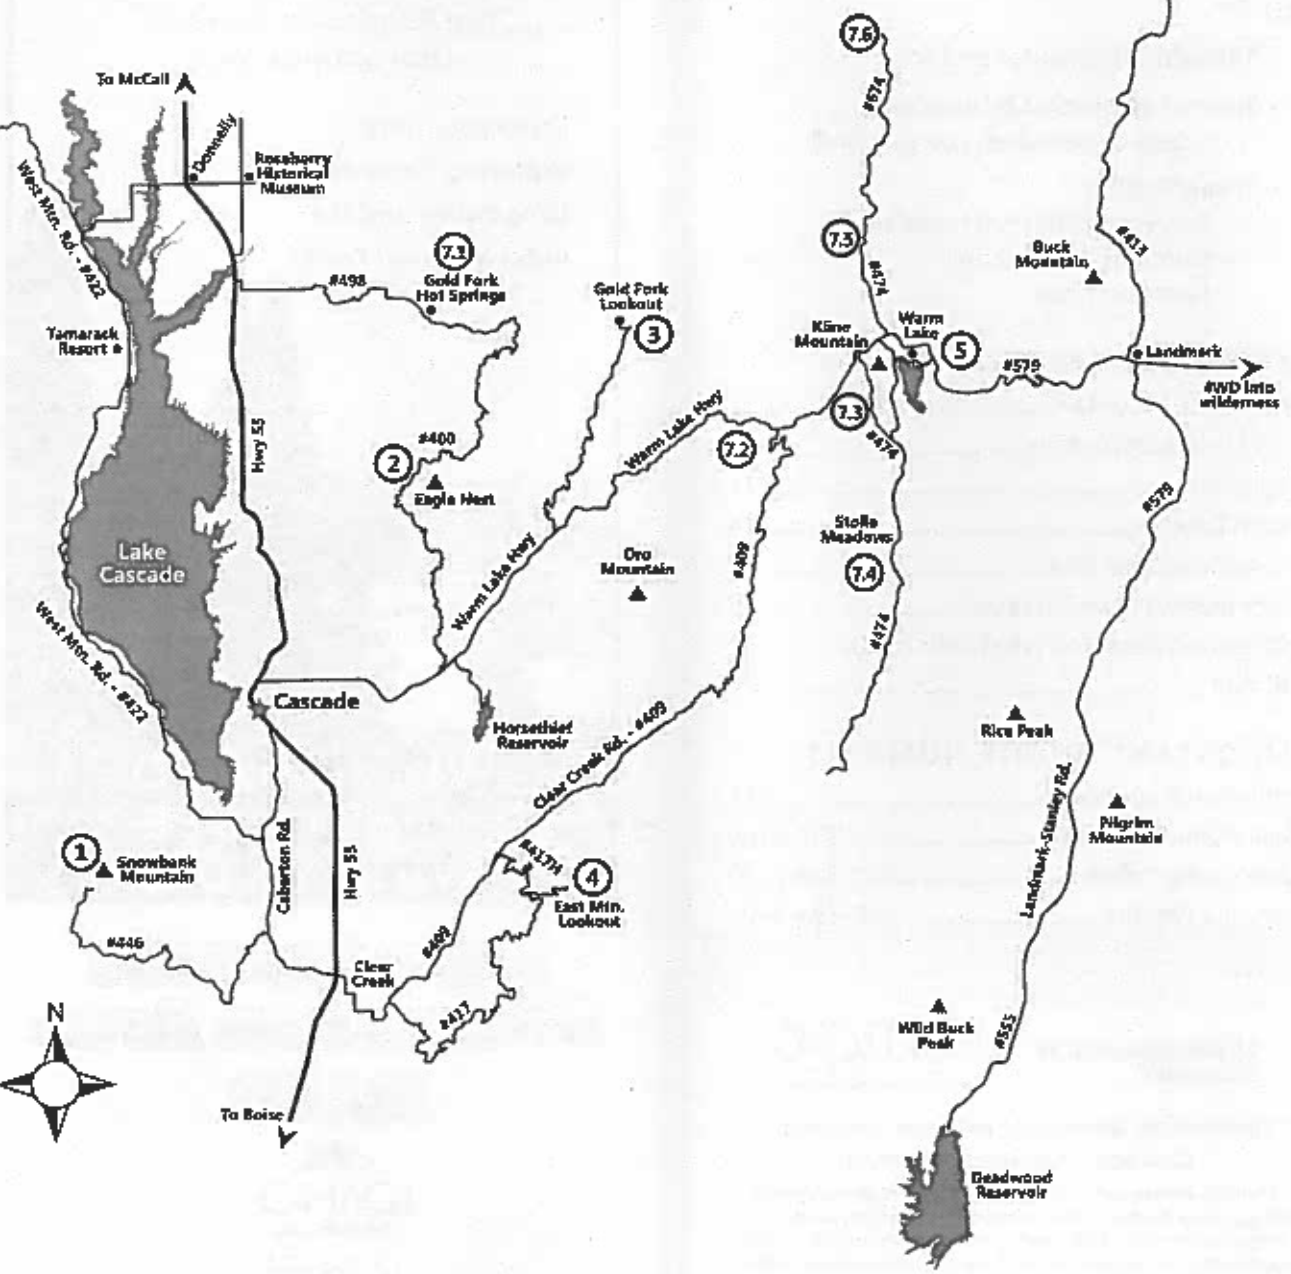 7.6
To McCall
#674
Donnelly
Roseberry
Historical
Museum
West Mtn. Rd. - #422
7.5
#413
Buck
Mountain
7.1
Gold Fork
Hot Springs
#498
#474
Gold Fork
Lookout
3
Kline
Mountain
Warm
Lake
5
Tamarack
Resort
Landmark
#579
4WD into
wilderness
Warm Lake Hwy
7.3
Hwy 55
#400
2
7.2
#474
Eagle Nest
#579
Stolle
Meadows
Lake
Cascade
Oro
Mountain
#409
7.4
Warm Lake Hwy
West Mtn. Rd. - #422
#474
Cascade
Horsethief
Reservoir
Clear Creek Rd. - #409
Rice Peak
Landmark-Stanley Rd.
Pilgrim
Mountain
1
Snowbank
Mountain
Cabarton Rd.
Hwy 55
#417H
4
East Mtn.
Lookout
#446
#409
Clear
Creek
#417
N
Wild Buck
Peak
#555
To Boise
Deadwood
Reservoir